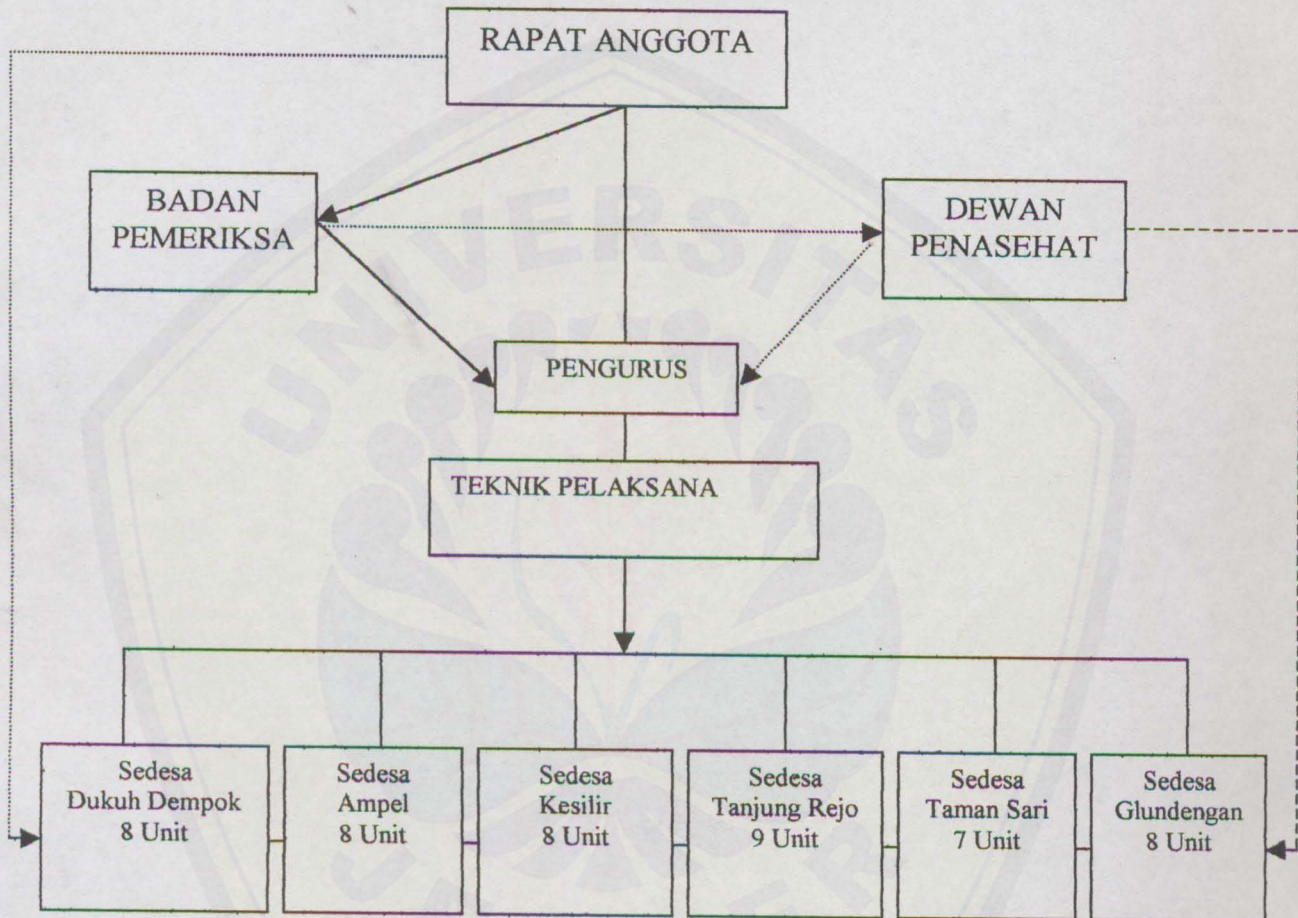 RAPAT ANGGOTA
BADAN
PEMERIKSA
DEWAN
PENASEHAT
PENGURUS
TEKNIK PELAKSANA
Sedesa
Dukuh Dempok
8 Unit
Sedesa
Ampel
8 Unit
Sedesa
Kesilir
8 Unit
Sedesa
Tanjung Rejo
9 Unit
Sedesa
Taman Sari
7 Unit
Sedesa
Glundengan
8 Unit
UNIVERSITAS